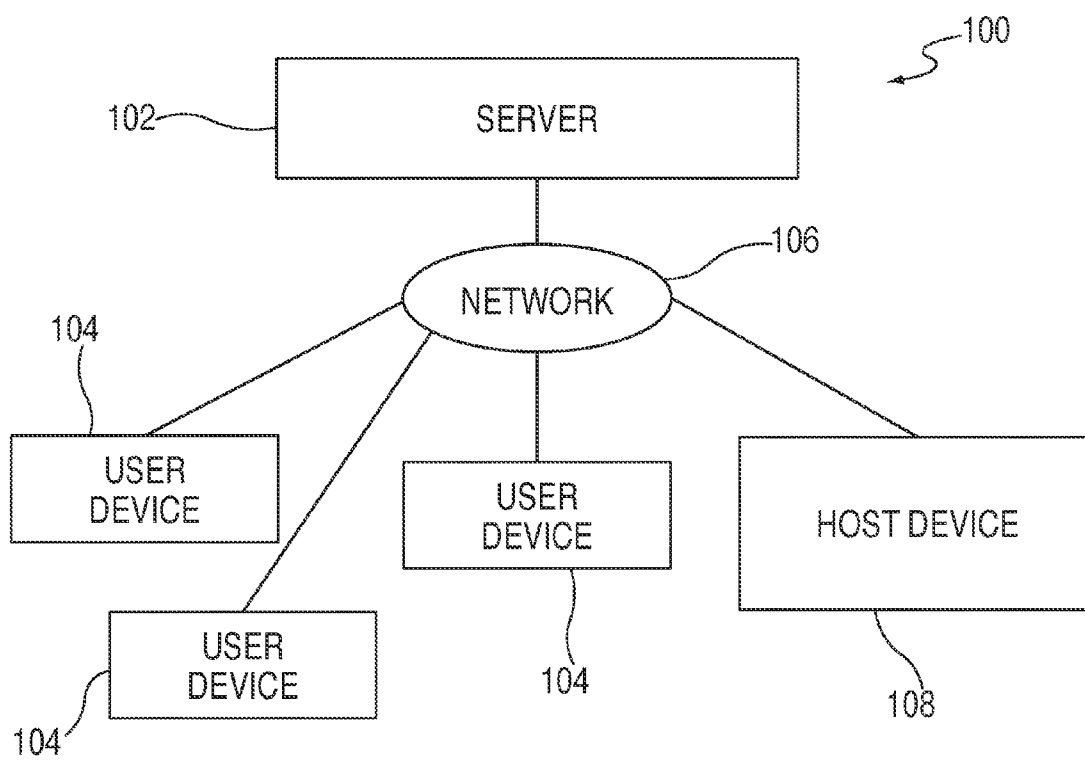 100
102
SERVER
106
NETWORK
104
USER
DEVICE
USER
DEVICE
HOST DEVICE
USER
DEVICE
104
104
108